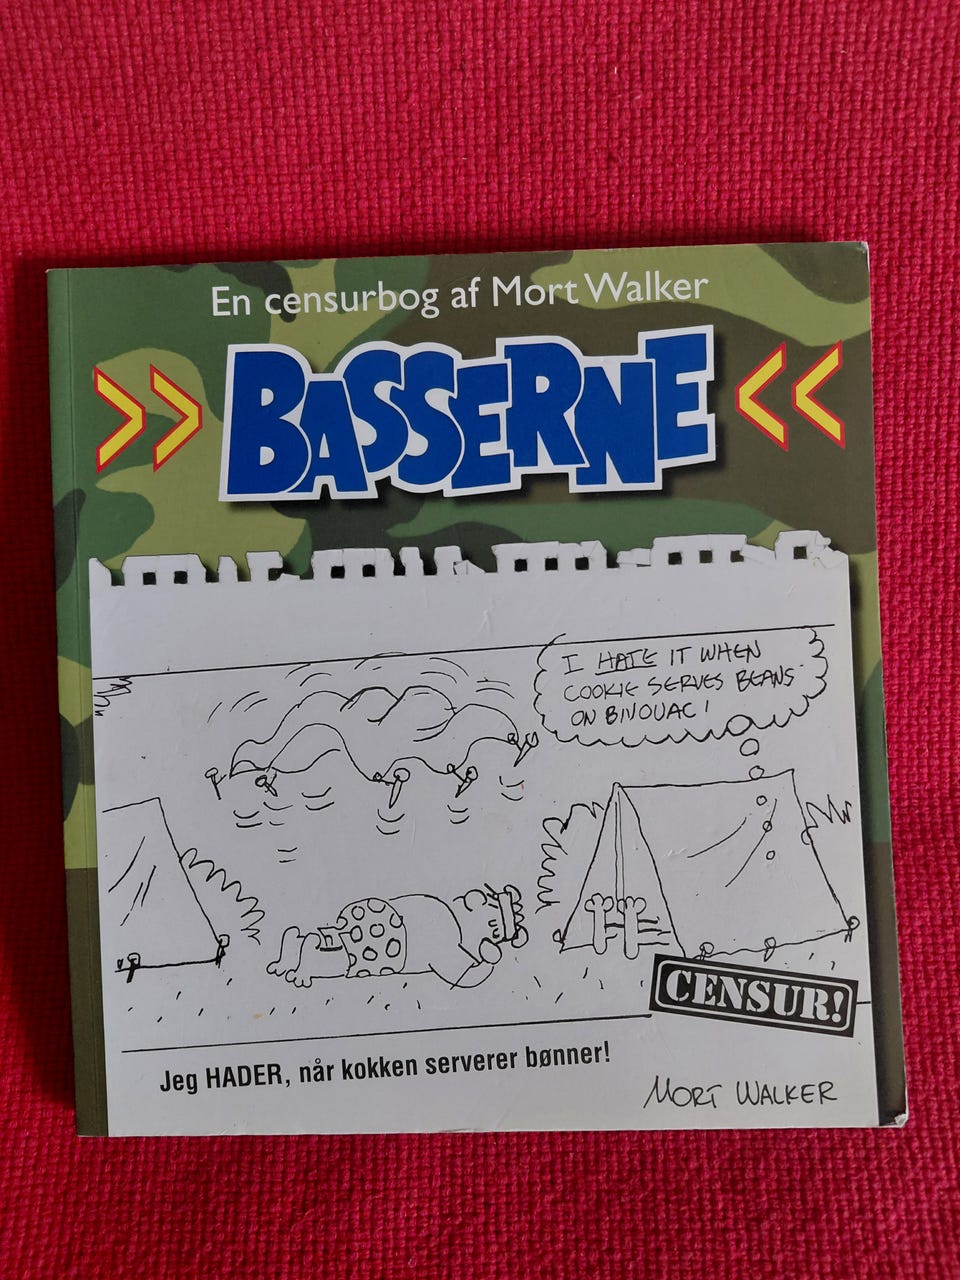 En censurbog af Mort Walker
BASSERNE
I HATE IT WHEN
COOKIE SERVES BEANS
ON BIVOUAC!
CENSUR!
Jeg HADER, når kokken serverer bønner!
MORT WALKER